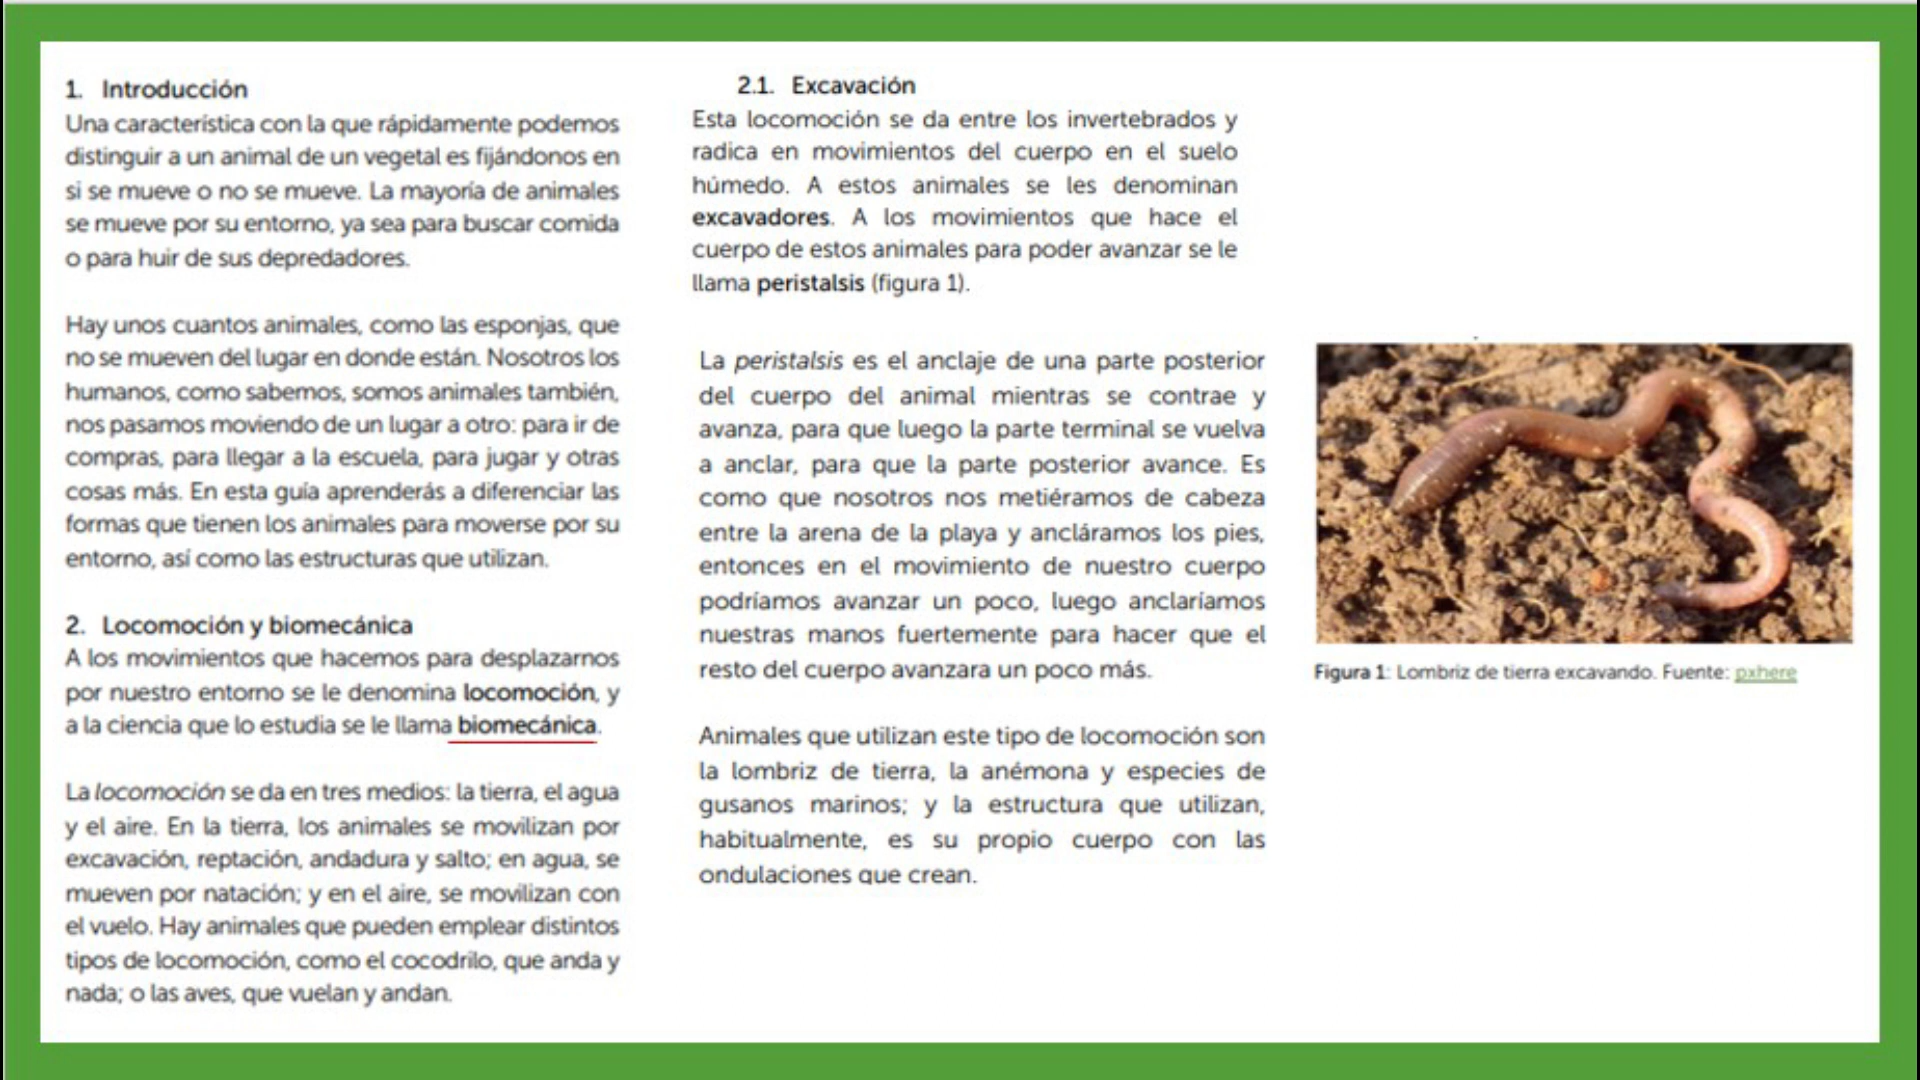 1. Introducción
Una característica con la que rápidamente podemos
distinguir a un animal de un vegetal es fijándonos en
si se mueve o no se mueve. La mayoría de animales
se mueve por su entorno, ya sea para buscar comida
o para huir de sus depredadores.
Hay unos cuantos animales, como las esponjas, que
no se mueven del lugar en donde están. Nosotros los
humanos, como sabemos, somos animales también,
nos pasamos moviendo de un lugar a otro: para ir de
compras, para llegar a la escuela, para jugar y otras
cosas más. En esta guía aprenderás a diferenciar las
formas que tienen los animales para moverse por su
entorno, así como las estructuras que utilizan.
2. Locomoción y biomecánica
A los movimientos que hacemos para desplazarnos
por nuestro entorno se le denomina locomoción, y
a la ciencia que lo estudia se le llama biomecánica.
La locomoción se da en tres medios: la tierra, el agua
y el aire. En la tierra, los animales se movilizan por
excavación, reptación, andadura y salto; en agua, se
mueven por natación; y en el aire, se movilizan con
el vuelo. Hay animales que pueden emplear distintos
tipos de locomoción, como el cocodrilo, que anda y
nada; o las aves, que vuelan y andan.
2.1. Excavación
Esta locomoción se da entre los invertebrados y
radica en movimientos del cuerpo en el suelo
húmedo. A estos animales se les denominan
excavadores. A los movimientos que hace el
cuerpo de estos animales para poder avanzar se le
llama peristalsis (figura 1).
La peristalsis es el anclaje de una parte posterior
del cuerpo del animal mientras se contrae y
avanza, para que luego la parte terminal se vuelva
a anclar, para que la parte posterior avance. Es
como que nosotros nos metiéramos de cabeza
entre la arena de la playa y ancláramos los pies,
entonces en el movimiento de nuestro cuerpo
podríamos avanzar un poco, luego anclaríamos
nuestras manos fuertemente para hacer que el
resto del cuerpo avanzara un poco más.
Animales que utilizan este tipo de locomoción son
la lombriz de tierra, la anémona y especies de
gusanos marinos; y la estructura que utilizan,
habitualmente, es su propio cuerpo con las
ondulaciones que crean.
Figura 1: Lombriz de tierra excavando. Fuente: pxhere